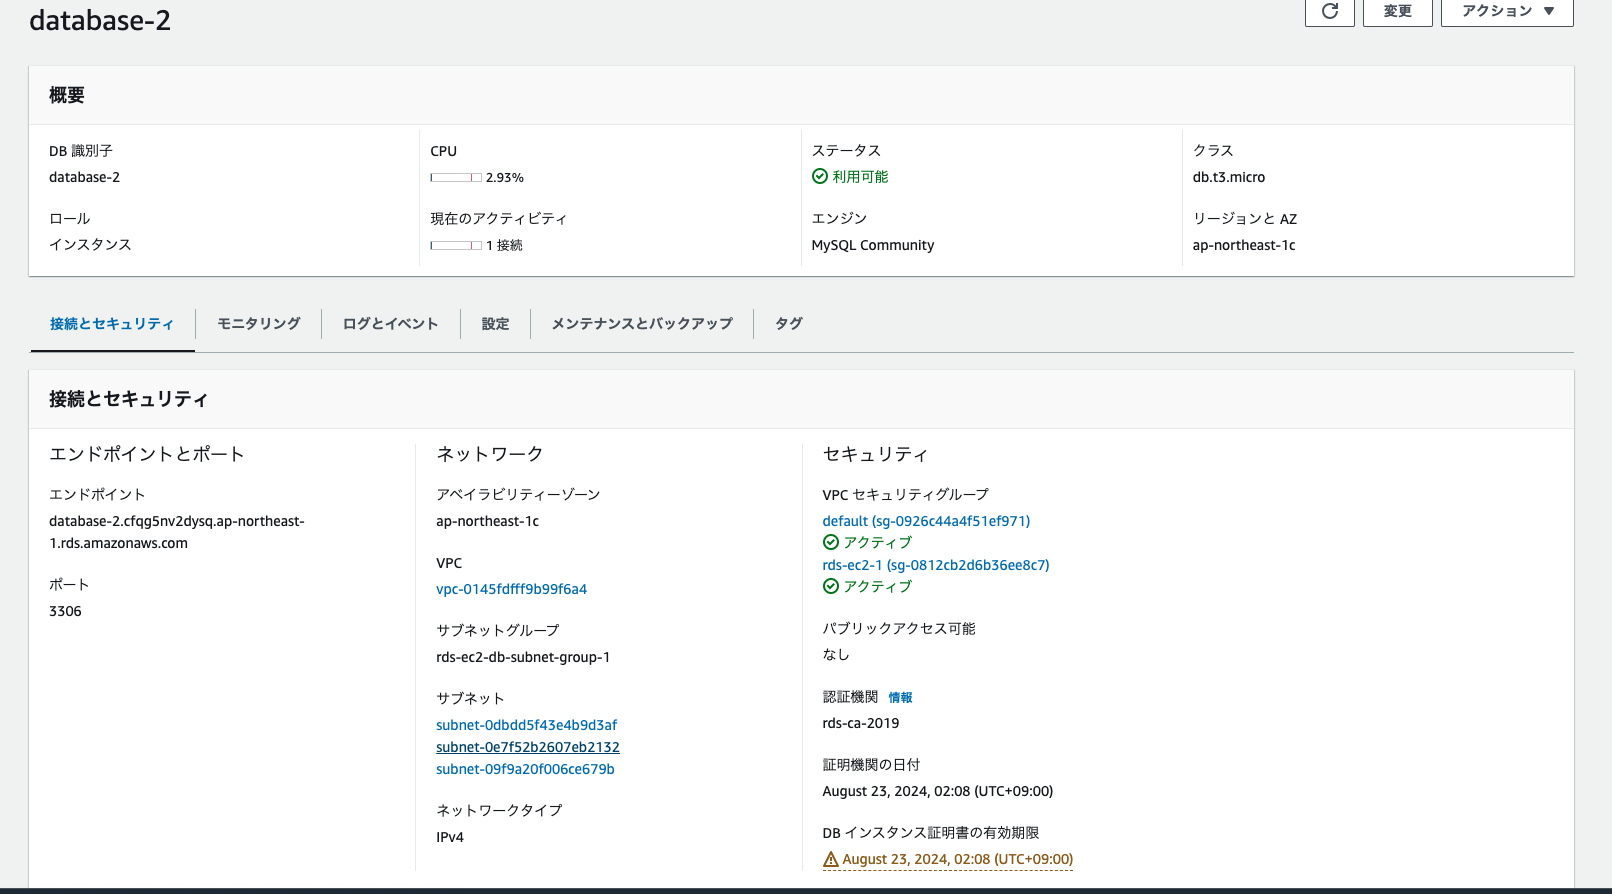 database-2
変更
アクション
概要
DB 識別子
database-2
ロール
インスタンス
CPU
2.93%
現在のアクティビティ
1 接続
ステータス
利用可能
エンジン
MySQL Community
クラス
db.t3.micro
リージョンと AZ
ap-northeast-1c
接続とセキュリティ
モニタリング
ログとイベント
設定
メンテナンスとバックアップ
タグ
接続とセキュリティ
エンドポイントとポート
エンドポイント
database-2.cfqg5nv2dysq.ap-northeast-
1.rds.amazonaws.com
ポート
3306
ネットワーク
アベイラビリティーゾーン
ap-northeast-1c
VPC
vpc-0145fdfff9b99f6a4
サブネットグループ
rds-ec2-db-subnet-group-1
サブネット
subnet-0dbdd5f43e4b9d3af
subnet-0e7f52b2607eb2132
subnet-09f9a20f006ce679b
ネットワークタイプ
IPv4
セキュリティ
VPC セキュリティグループ
default (sg-0926c44a4f51ef971)
アクティブ
rds-ec2-1 (sg-0812cb2d6b36ee8c7)
アクティブ
パブリックアクセス可能
なし
認証機関 情報
rds-ca-2019
証明機関の日付
August 23, 2024, 02:08 (UTC+09:00)
DB インスタンス証明書の有効期限
August 23, 2024, 02:08 (UTC+09:00)